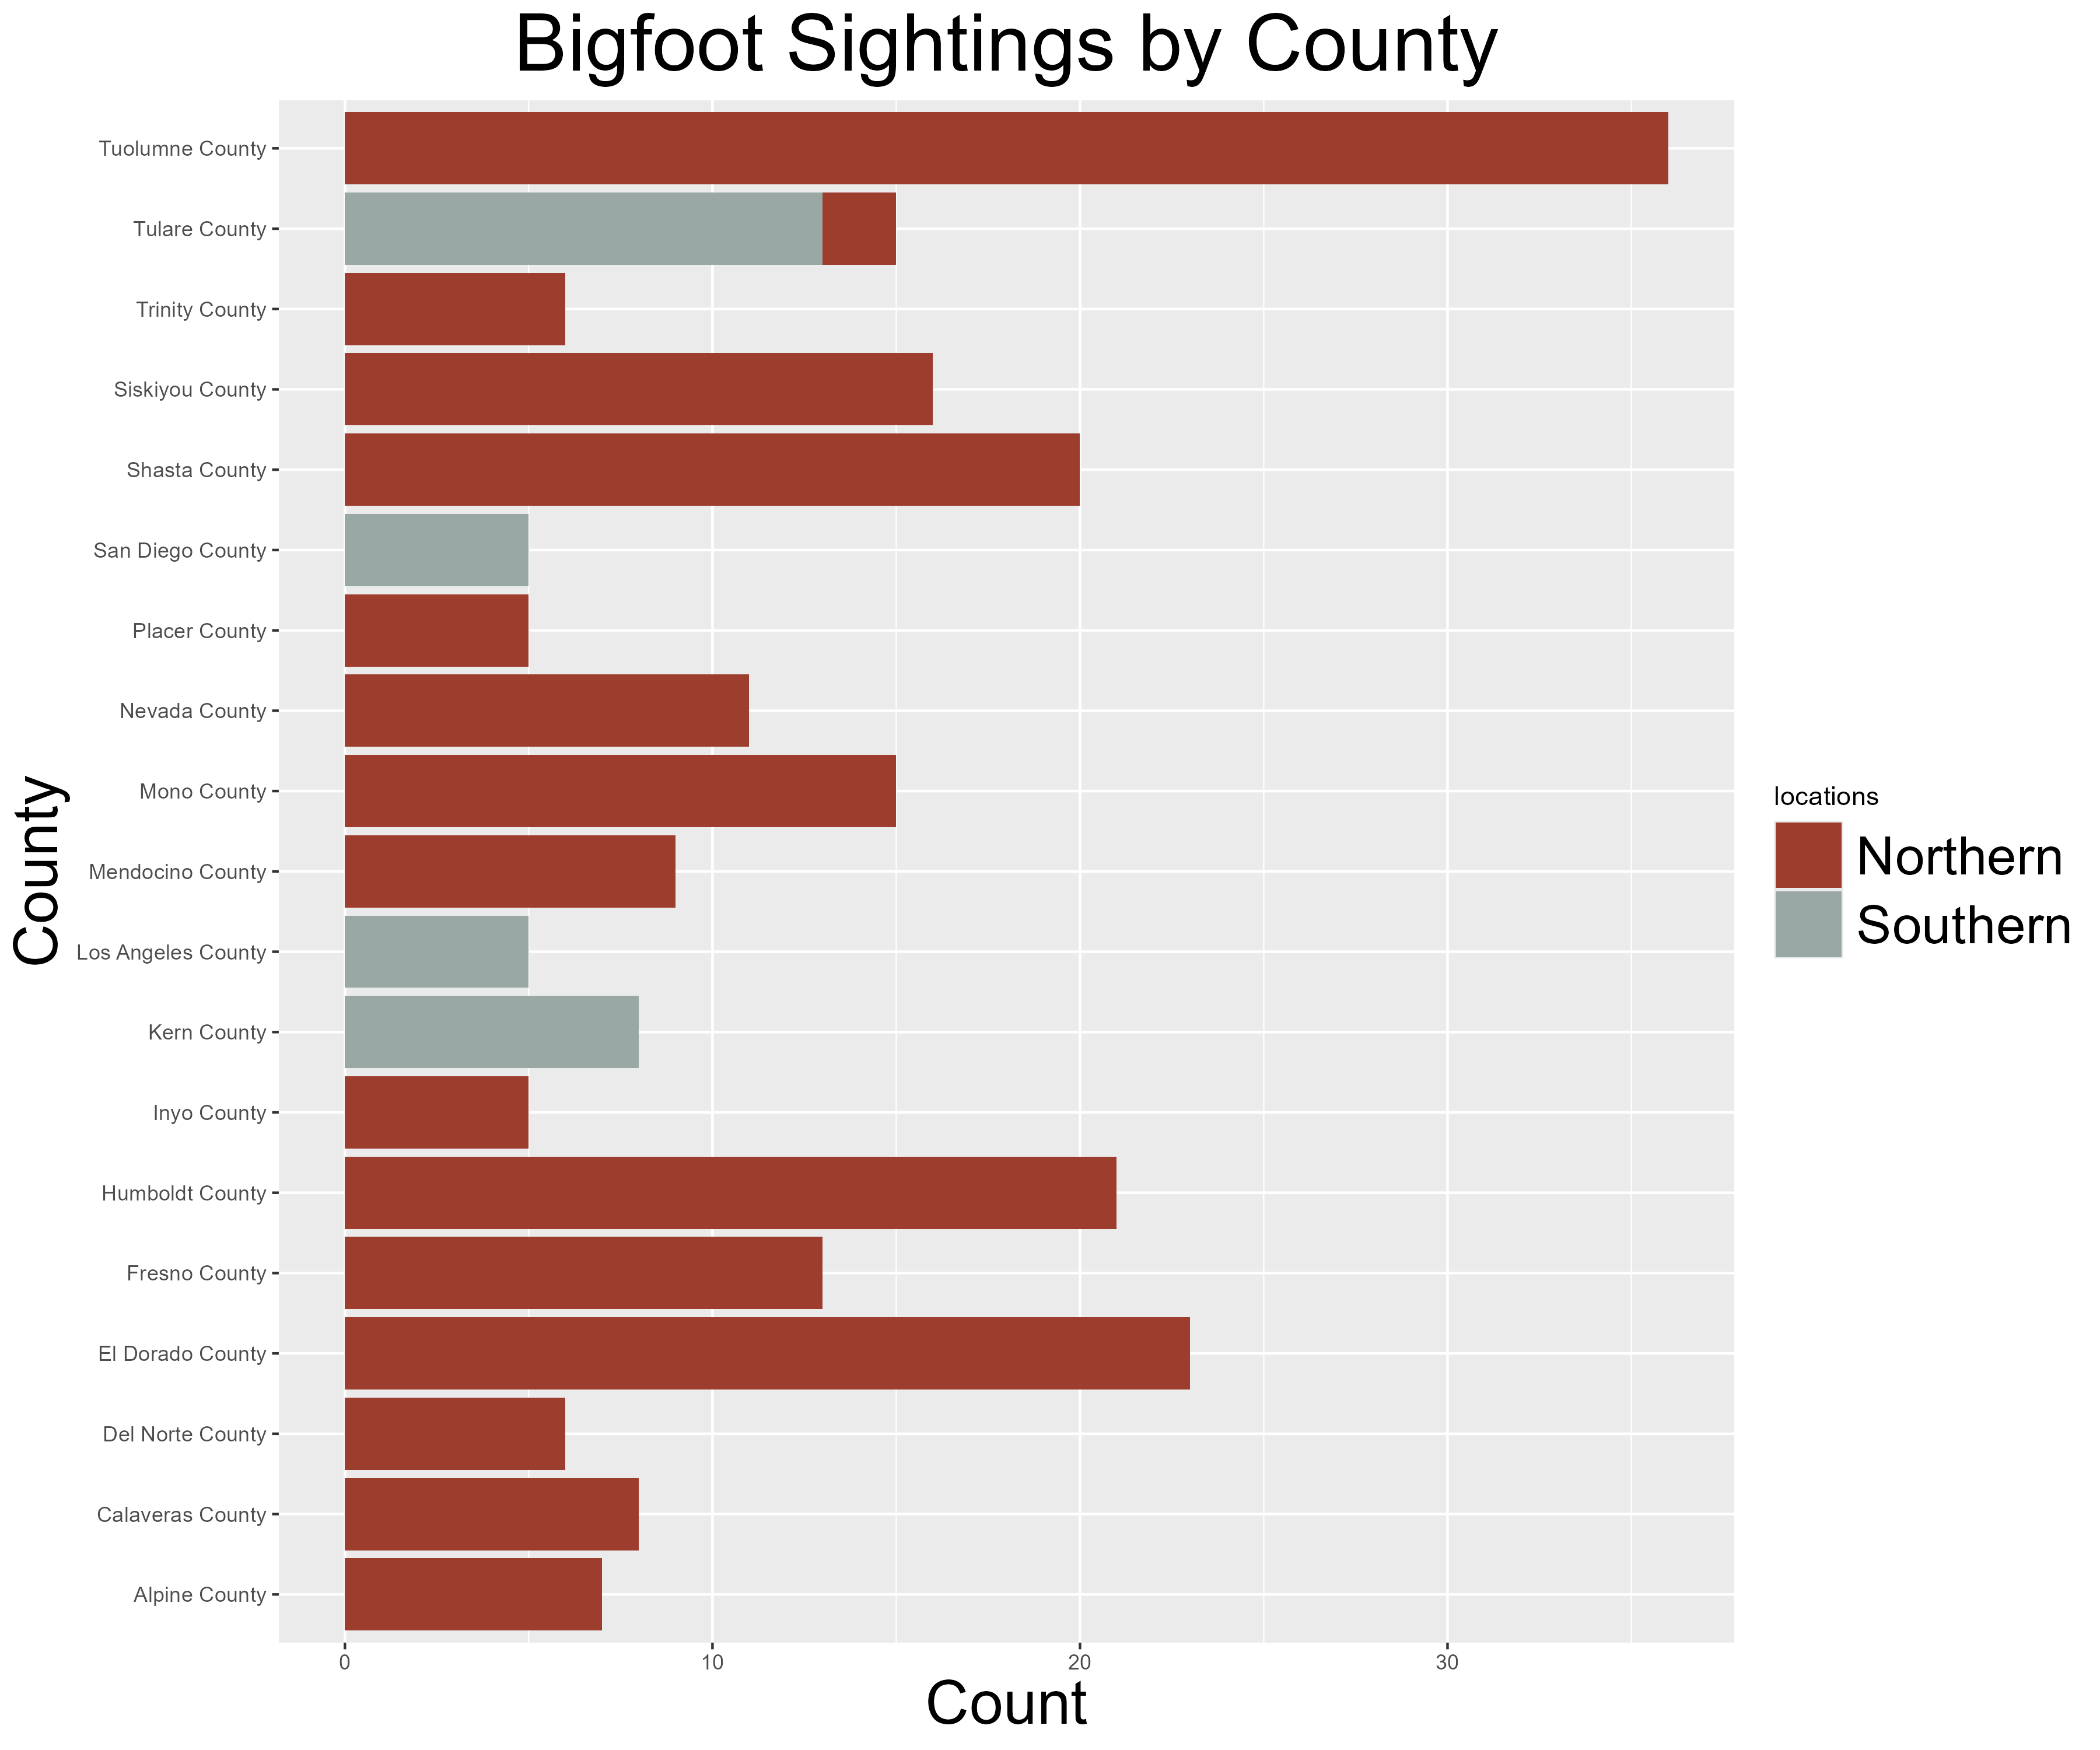 Bigfoot Sightings by County
County
Tuolumne County
Tulare County
Trinity County
Siskiyou County
Shasta County
San Diego County
Placer County
Nevada County
Mono County
Mendocino County
Los Angeles County
Kern County
Inyo County
Humboldt County
Fresno County
El Dorado County
Del Norte County
Calaveras County
Alpine County
0 10 20 30
Count
locations
Northern
Southern